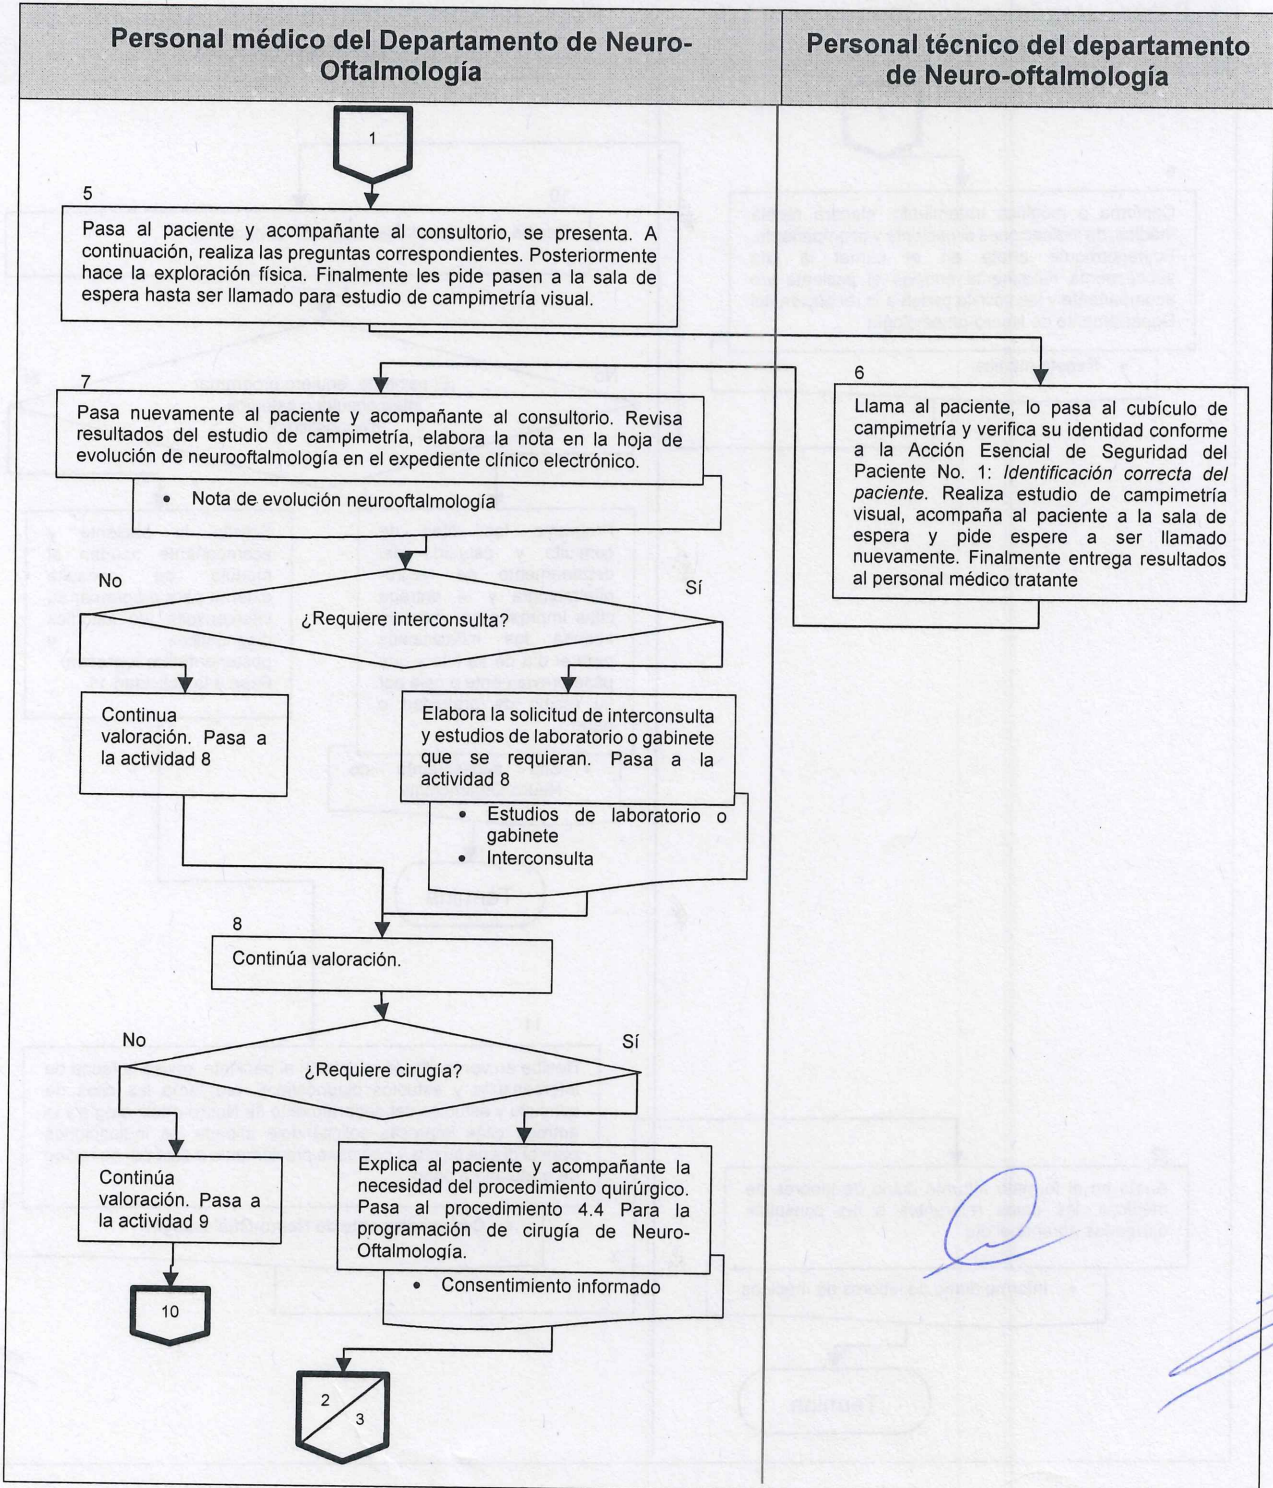 Personal médico del Departamento de Neuro-
Oftalmología
Personal técnico del departamento
de Neuro-oftalmología
1
5
Pasa al paciente y acompañante al consultorio, se presenta. A
continuación, realiza las preguntas correspondientes. Posteriormente
hace la exploración física. Finalmente les pide pasen a la sala de
espera hasta ser llamado para estudio de campimetría visual.
6
Llama al paciente, lo pasa al cubículo de
campimetría y verifica su identidad conforme
a la Acción Esencial de Seguridad del
Paciente No. 1: Identificación correcta del
paciente. Realiza estudio de campimetría
visual, acompaña al paciente a la sala de
espera y pide espere a ser llamado
nuevamente. Finalmente entrega resultados
al personal médico tratante
7
Pasa nuevamente al paciente y acompañante al consultorio. Revisa
resultados del estudio de campimetría, elabora la nota en la hoja de
evolución de neurooftalmología en el expediente clínico electrónico.
• Nota de evolución neurooftalmología
No
¿Requiere interconsulta?
Sí
Continua
valoración. Pasa a
la actividad 8
Elabora la solicitud de interconsulta
y estudios de laboratorio o gabinete
que se requieran. Pasa a la
actividad 8
• Estudios de laboratorio o
gabinete
• Interconsulta
8
Continúa valoración.
No
¿Requiere cirugía?
Sí
Continúa
valoración. Pasa a
la actividad 9
Explica al paciente y acompañante la
necesidad del procedimiento quirúrgico.
Pasa al procedimiento 4.4 Para la
programación de cirugía de Neuro-
Oftalmología.
• Consentimiento informado
10
2
3